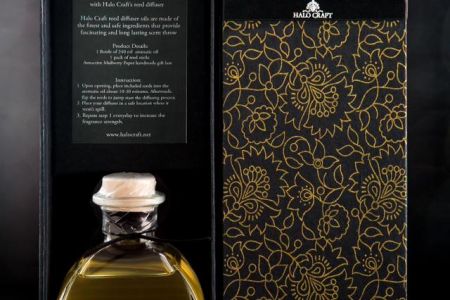 with Halo Craft's reed diffuser
Halo Craft reed diffuser oils are made of
the finest and safe ingredients that provide
fascinating and long lasting scent throw
Product Details:
1 Bottle of 240 ml aromatic oil
1 pack of reed sticks
Attractive Mulberry Paper handmade gift box
Instruction:
1. Upon opening, place included reeds into the
aromatic oil about 10-20 minutes. Afterwards,
flip the reeds to jump start the diffusing process.
2. Place your diffuser in a safe location where it
won't spill.
3. Repeat step 1 everyday to increase the
fragrance strength.
www.halocraft.net
HALO CRAFT